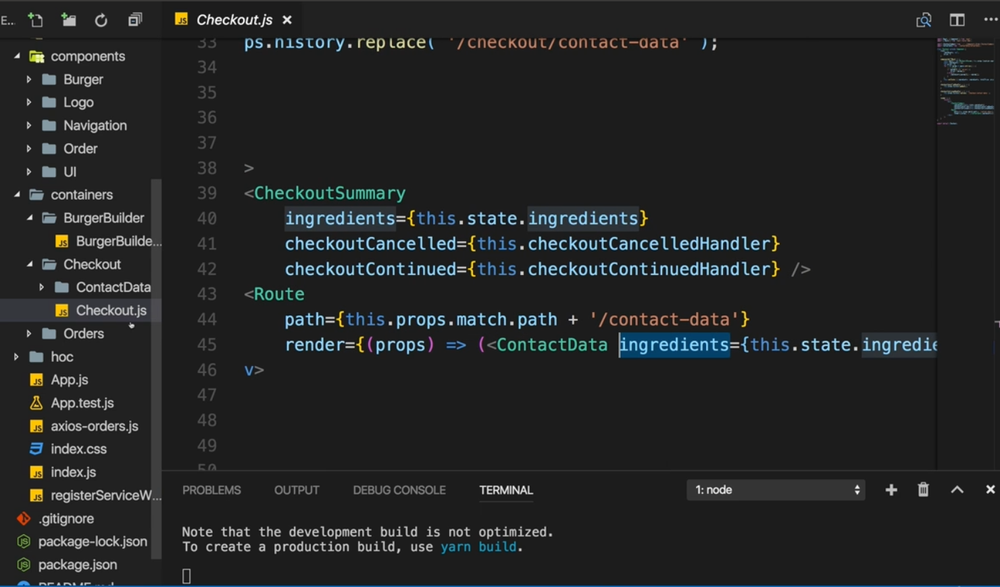 E...
Checkout.js
components
Burger
Logo
Navigation
Order
UI
containers
BurgerBuilder
BurgerBuilde...
Checkout
ContactData
Checkout.js
Orders
hoc
App.js
App.test.js
axios-orders.js
index.css
index.js
registerServiceW...
.gitignore
package-lock.json
package.json
README.md
33 ps.history.replace( '/checkout/contact-data' );
34
35
36
37
38 >
39 <CheckoutSummary
40 ingredients={this.state.ingredients}
41 checkoutCancelled={this.checkoutCancelledHandler}
42 checkoutContinued={this.checkoutContinuedHandler} />
43 <Route
44 path={this.props.match.path + '/contact-data'}
45 render={(props) => (<ContactData ingredients={this.state.ingredie
46 v>
47
48
49
50
PROBLEMS OUTPUT DEBUG CONSOLE TERMINAL 1: node
Note that the development build is not optimized.
To create a production build, use yarn build.